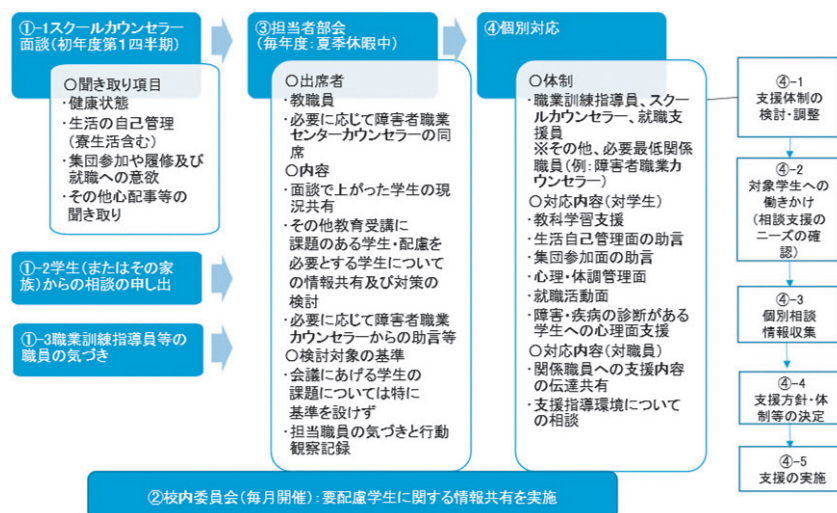 ①-1スクールカウンセラー
面談(初年度第１四半期)
○聞き取り項目
・健康状態
・生活の自己管理
(寮生活含む)
・集団参加や履修及び
就職への意欲
・その他心配事等の
聞き取り
①-2学生(またはその家
族)からの相談の申し出
①-3職業訓練指導員等の
職員の気づき
③担当者部会
(毎年度:夏季休暇中)
○出席者
・教職員
・必要に応じて障害者職業
センターカウンセラーの同
席
○内容
・面談で上がった学生の現
況共有
・その他教育受講に
課題のある学生・配慮を
必要とする学生について
の情報共有及び対策の
検討
・必要に応じて障害者職業
カウンセラーからの助言等
○検討対象の基準
・会議にあげる学生の
課題については特に
基準を設けず
・担当職員の気づきと行動
観察記録
④個別対応
○体制
・職業訓練指導員、スクー
ルカウンセラー、就職支
援員
※その他、必要最低関係
職員(例:障害者職業カ
ウンセラー)
○対応内容(対学生)
・教科学習支援
・生活自己管理面の助言
・集団参加面の助言
・心理・体調管理面
・就職活動面
・障害・疾病の診断がある
学生への心理面支援
○対応内容(対職員)
・関係職員への支援内容
の伝達共有
・支援指導環境について
の相談
④-1
支援体制の
検討・調整
④-2
対象学生への
働きかけ
(相談支援の
ニーズの確
認)
④-3
個別相談
情報収集
④-4
支援方針・体
制等の決定
④-5
支援の実施
②校内委員会(毎月開催):要配慮学生に関する情報共有を実施